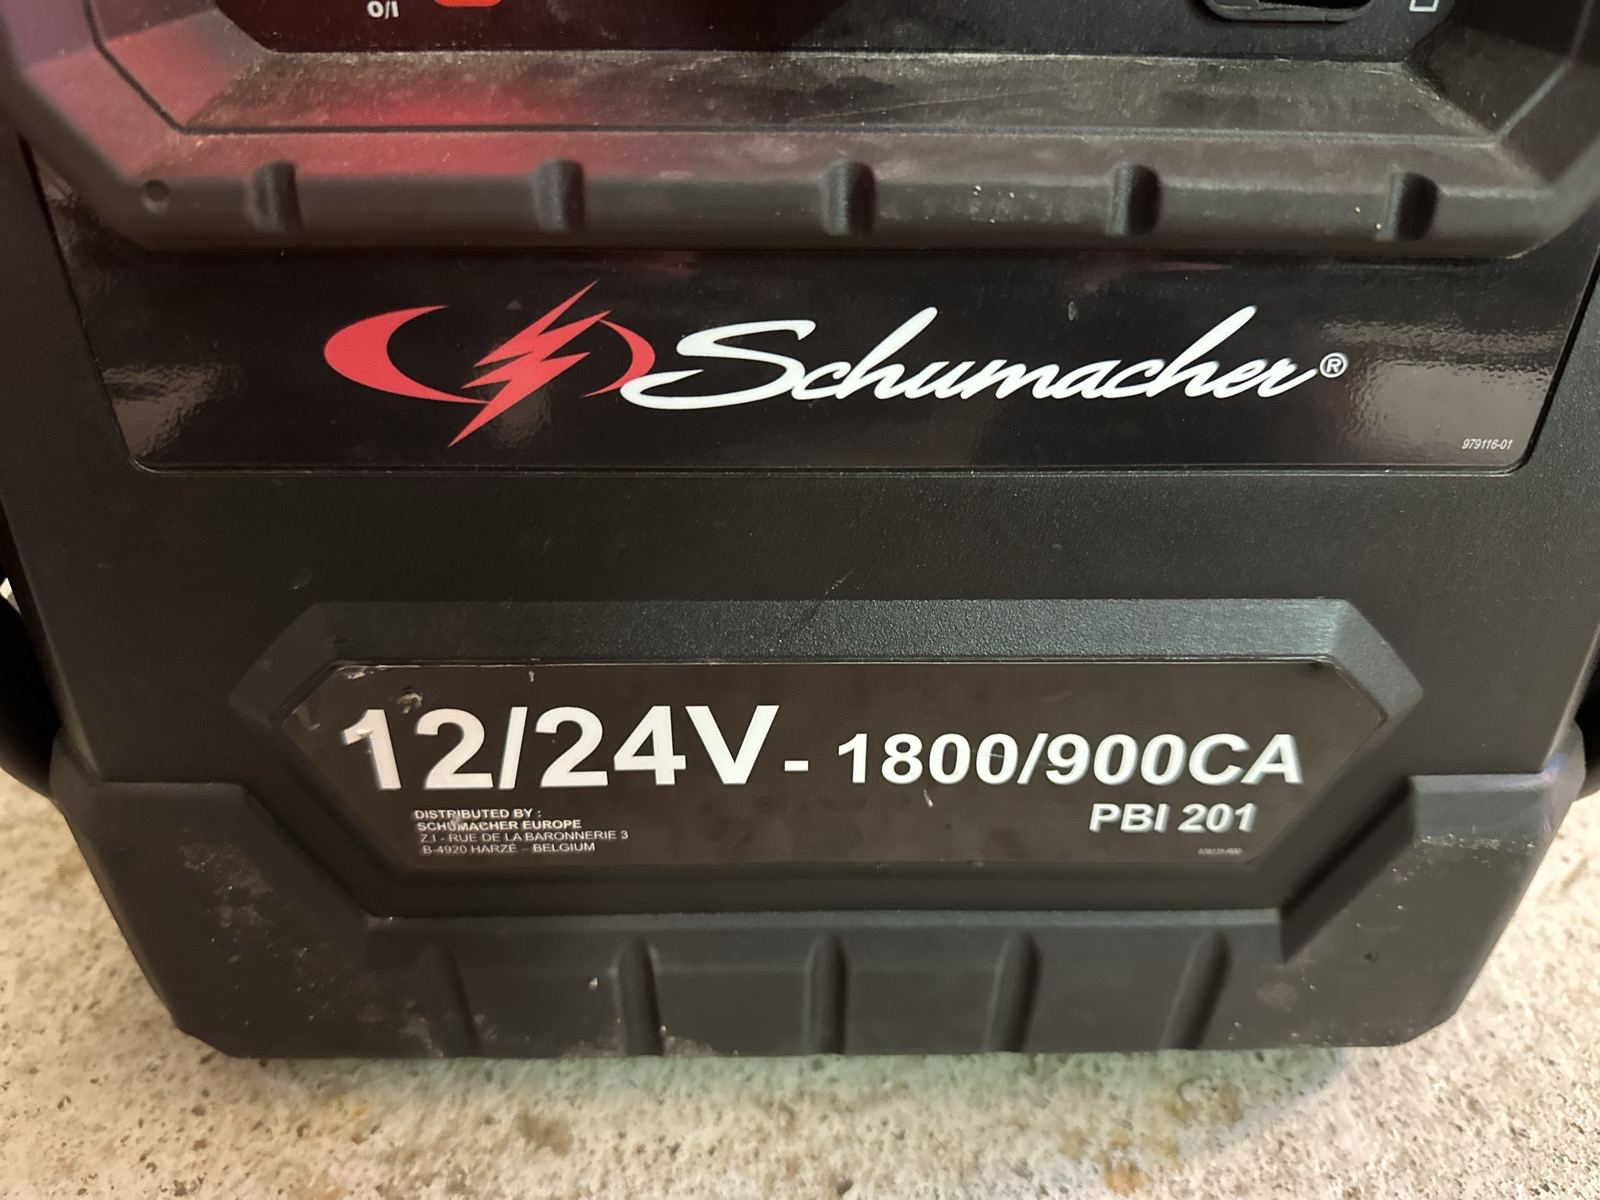 O/I
Schumacher®
979116-01
12/24V - 1800/900CA
PBI 201
DISTRIBUTED BY :
SCHUMACHER EUROPE
Z.I - RUE DE LA BARONNERIE 3
B-4920 HARZÉ – BELGIUM